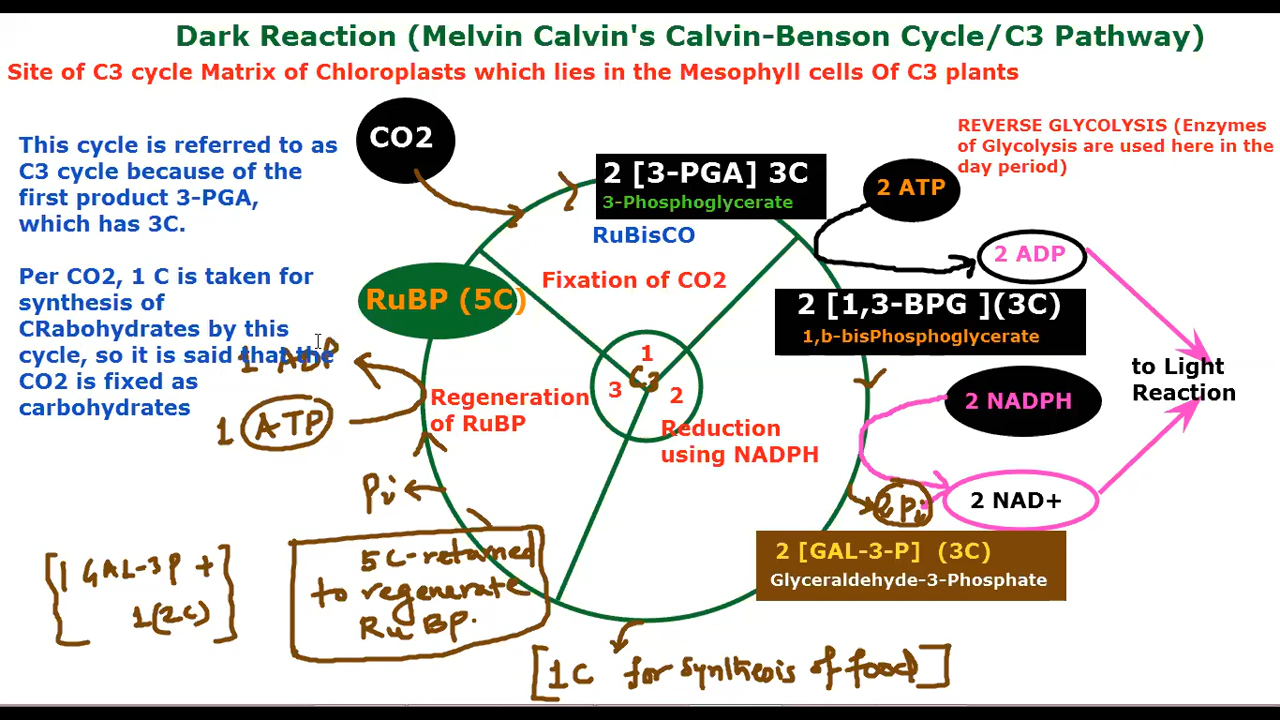 Dark Reaction (Melvin Calvin's Calvin-Benson Cycle/C3 Pathway)
Site of C3 cycle Matrix of Chloroplasts which lies in the Mesophyll cells Of C3 plants
This cycle is referred to as
C3 cycle because of the
first product 3-PGA,
which has 3C.
Per CO2, 1 C is taken for
synthesis of
CRabohydrates by this
cycle, so it is said that the
CO2 is fixed as
carbohydrates
CO2
2 [3-PGA] 3C
3-Phosphoglycerate
RuBisCO
Fixation of CO2
REVERSE GLYCOLYSIS (Enzymes
of Glycolysis are used here in the
day period)
2 ATP
2 ADP
2 [1,3-BPG ](3C)
1,b-bisPhosphoglycerate
to Light
Reaction
RuBP (5C)
1
C3
3
2
Regeneration
of RuBP
Reduction
using NADPH
2 NADPH
2 NAD+
2 Pi
2 [GAL-3-P] (3C)
Glyceraldehyde-3-Phosphate
1 ADP
1 ATP
Pi
[1 GAL-3P +
1(2C)]
5C-retained
to regenerate
RuBP.
[1C for synthesis of food]